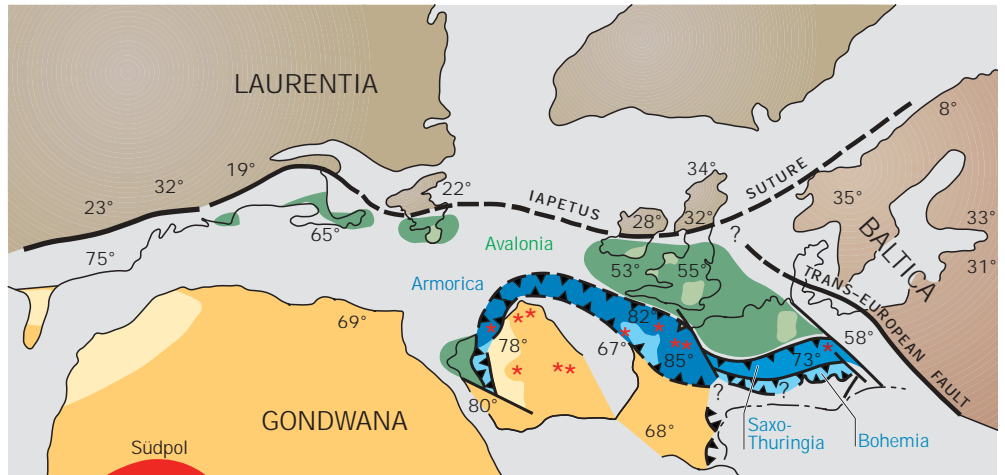 LAURENTIA
8°
34°
19°
SUTURE
32°
22°
35°
23°
IAPETUS
28°
32°
33°
65°
?
BALTICA
75°
Avalonia
53°
55°
31°
TRANS-EUROPEAN FAULT
Armorica
69°
82°
58°
78°
67°
85°
73°
80°
?
?
GONDWANA
68°
Saxo-
Thuringia
Bohemia
Südpol
* * * * * * * * * * * *